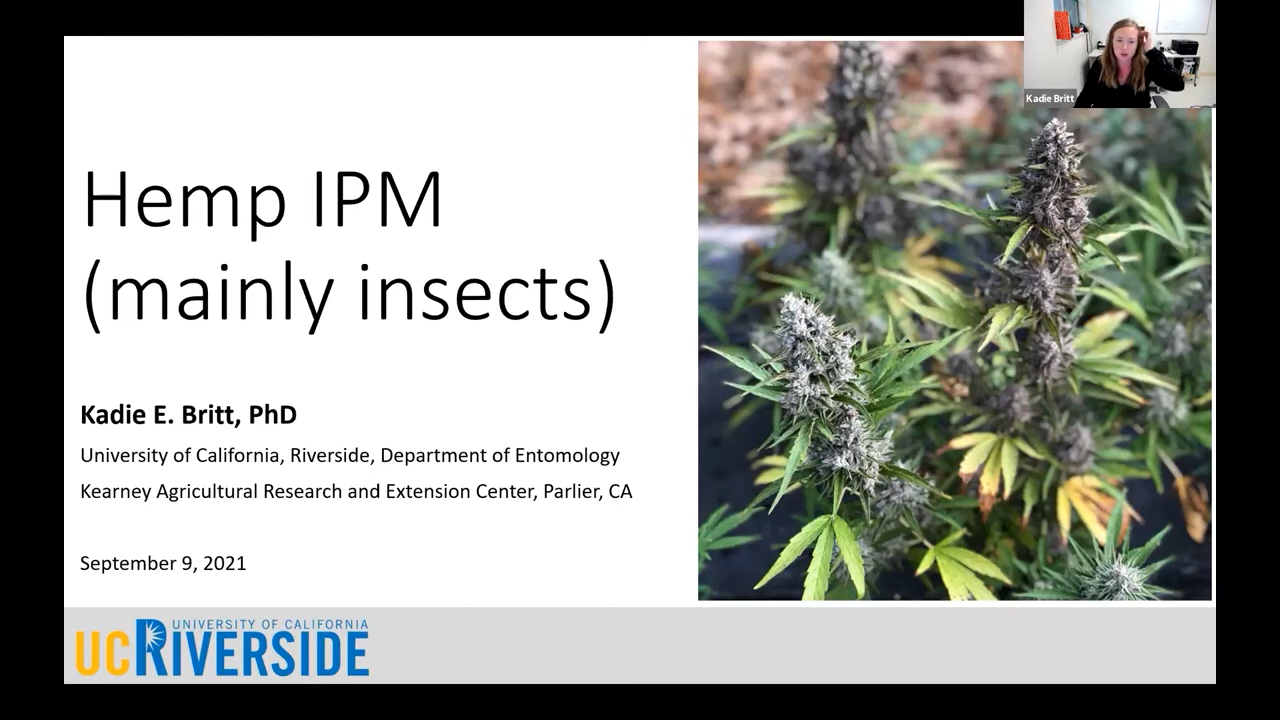 Kadie Britt
Hemp IPM
(mainly insects)
Kadie E. Britt, PhD
University of California, Riverside, Department of Entomology
Kearney Agricultural Research and Extension Center, Parlier, CA
September 9, 2021
UNIVERSITY OF CALIFORNIA
UCRIVERSIDE